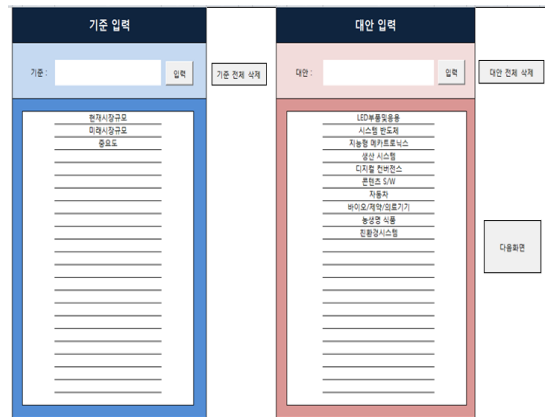 기준 입력
기준 :
입력
기준 전체 삭제
현재시장규모
미래시장규모
중요도
대안 입력
대안 :
입력
대안 전체 삭제
LED부품및응용
시스템 반도체
지능형 메카트로닉스
생산 시스템
디지털 컨버전스
콘텐츠 S/W
자동차
바이오/제약/의료기기
농생명 식품
친환경시스템
다음화면